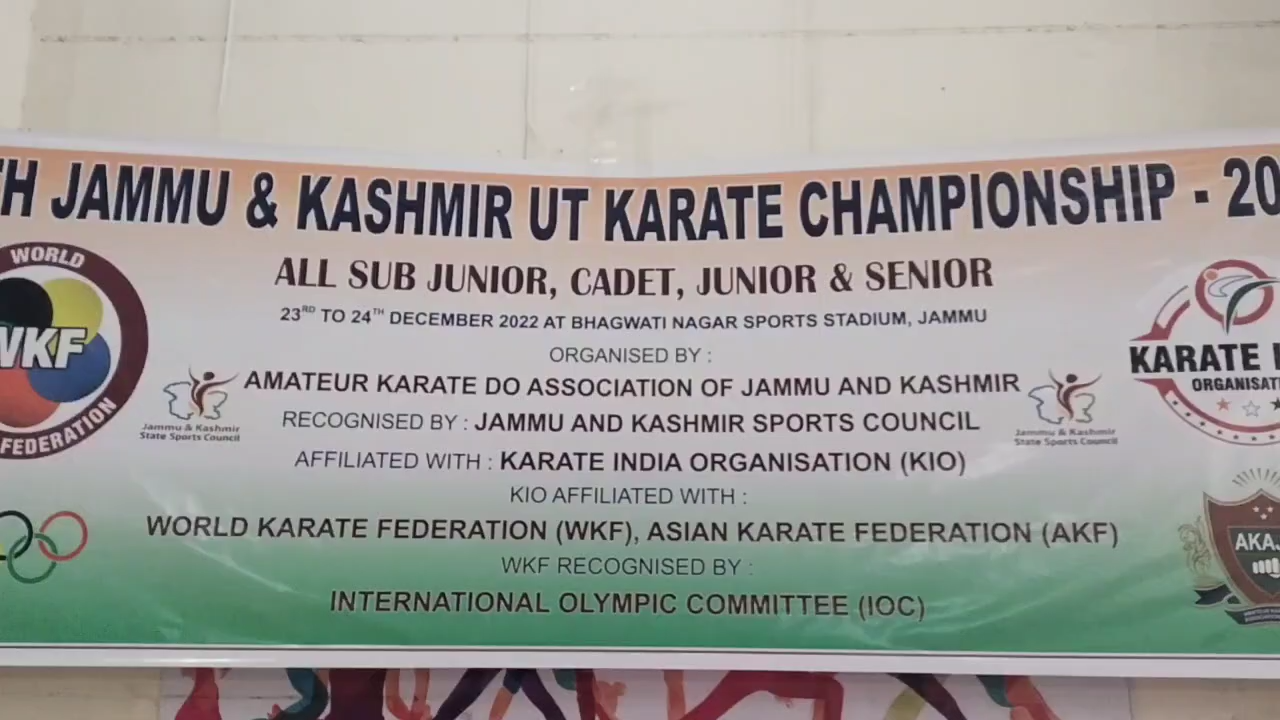 TH JAMMU & KASHMIR UT KARATE CHAMPIONSHIP - 20
ALL SUB JUNIOR, CADET, JUNIOR & SENIOR
23RD TO 24TH DECEMBER 2022 AT BHAGWATI NAGAR SPORTS STADIUM, JAMMU
ORGANISED BY :
AMATEUR KARATE DO ASSOCIATION OF JAMMU AND KASHMIR
RECOGNISED BY : JAMMU AND KASHMIR SPORTS COUNCIL
AFFILIATED WITH : KARATE INDIA ORGANISATION (KIO)
KIO AFFILIATED WITH :
WORLD KARATE FEDERATION (WKF), ASIAN KARATE FEDERATION (AKF)
WKF RECOGNISED BY :
INTERNATIONAL OLYMPIC COMMITTEE (IOC)
WORLD
WKF
FEDERATION
Jammu & Kashmir
State Sports Council
Jammu & Kashmir
State Sports Council
KARATE
ORGANISAT
AKA